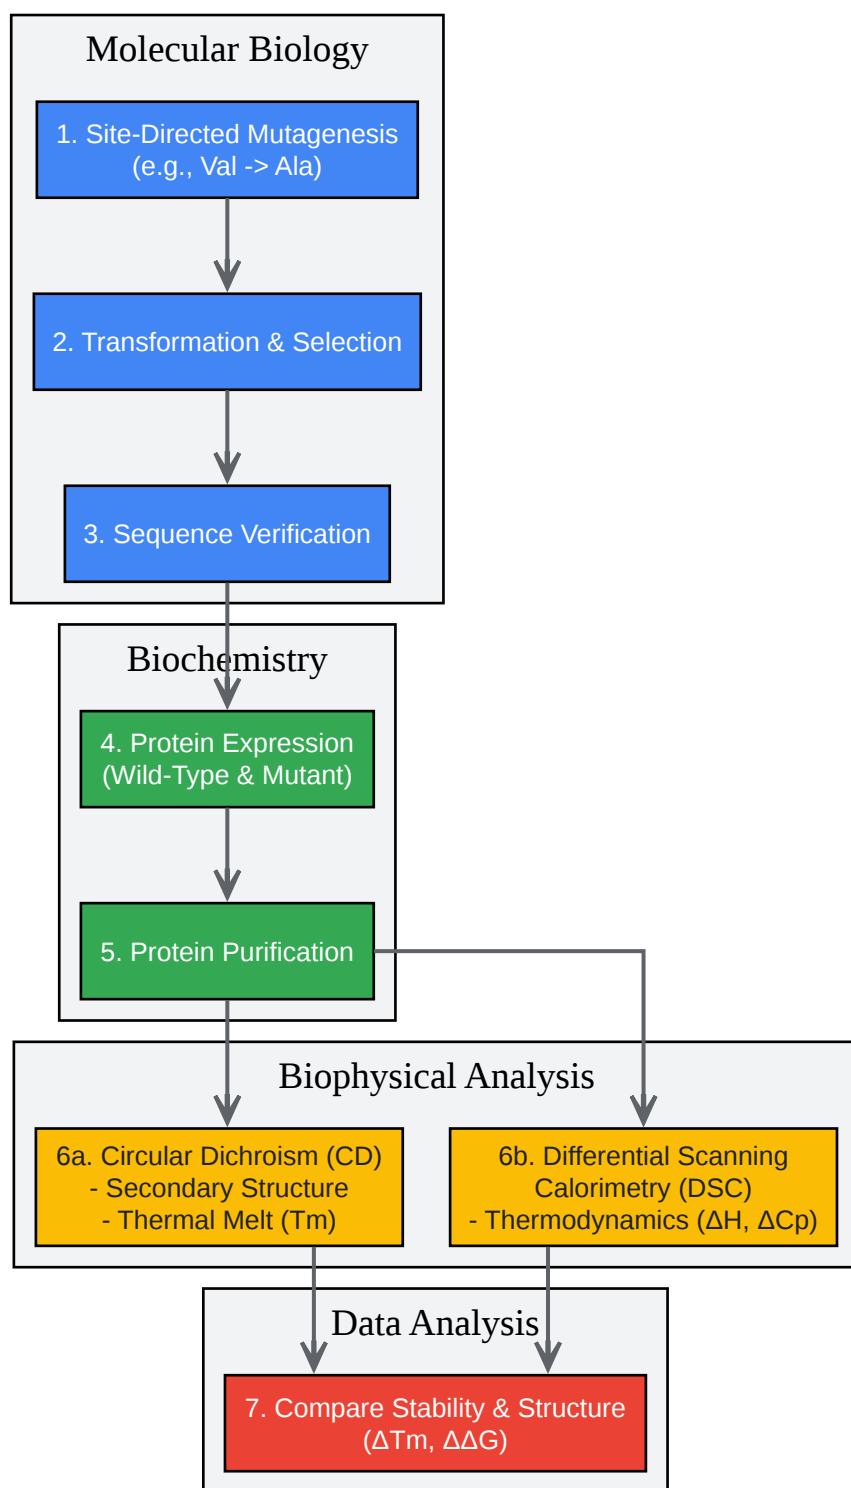 Molecular Biology
1. Site-Directed Mutagenesis
(e.g., Val -> Ala)
2. Transformation & Selection
3. Sequence Verification
Biochemistry
4. Protein Expression
(Wild-Type & Mutant)
5. Protein Purification
Biophysical Analysis
6a. Circular Dichroism (CD)
- Secondary Structure
- Thermal Melt (Tm)
6b. Differential Scanning
Calorimetry (DSC)
- Thermodynamics (ΔH, ΔCp)
Data Analysis
7. Compare Stability & Structure
(ΔTm, ΔΔG)